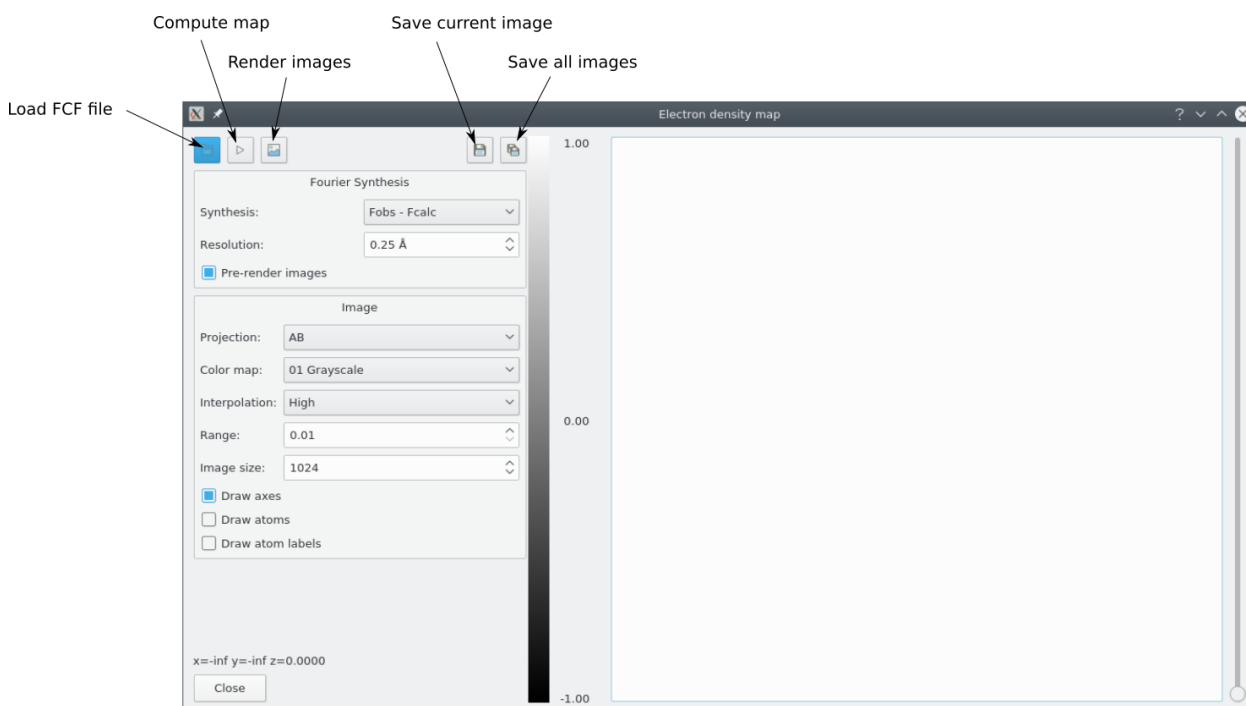 Compute map
Save current image
Render images
Save all images
Load FCF file
Electron density map
1.00
Fourier Synthesis
Synthesis: Fobs - Fcalc
Resolution: 0.25 Å
Pre-render images
Image
Projection: AB
Color map: 01 Grayscale
Interpolation: High
0.00
Range: 0.01
Image size: 1024
Draw axes
Draw atoms
Draw atom labels
x=-inf y=-inf z=0.0000
Close
-1.00